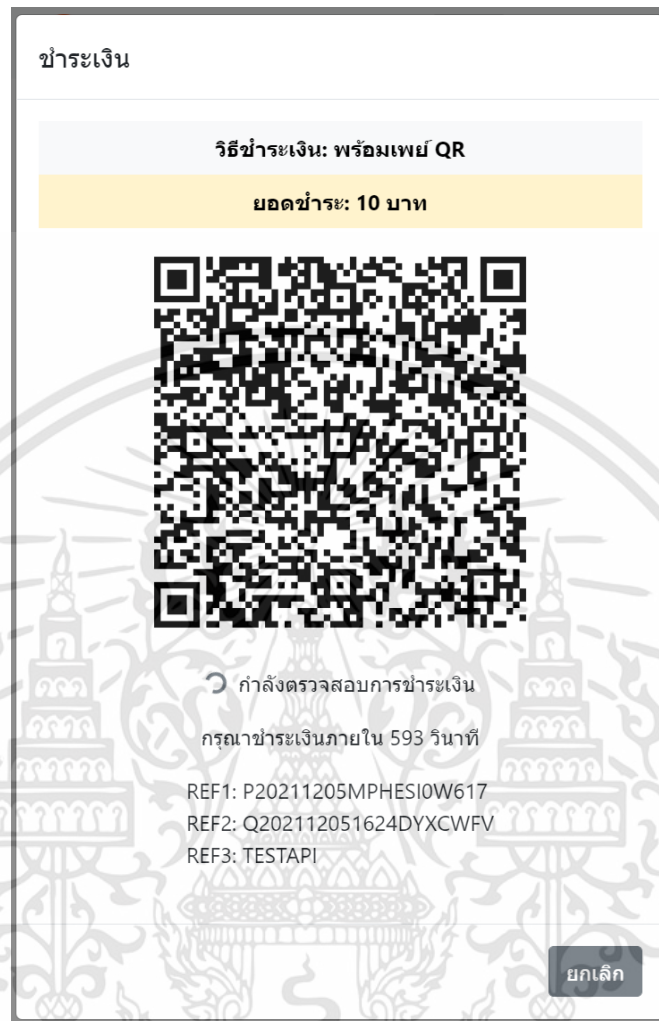 ชำระเงิน
วิธีชำระเงิน: พร้อมเพย์ QR
ยอดชำระ: 10 บาท
กำลังตรวจสอบการชำระเงิน
กรุณาชำระเงินภายใน 593 วินาที
REF1: P20211205MPHESI0W617
REF2: Q202112051624DYXCWFV
REF3: TESTAPI
ยกเลิก